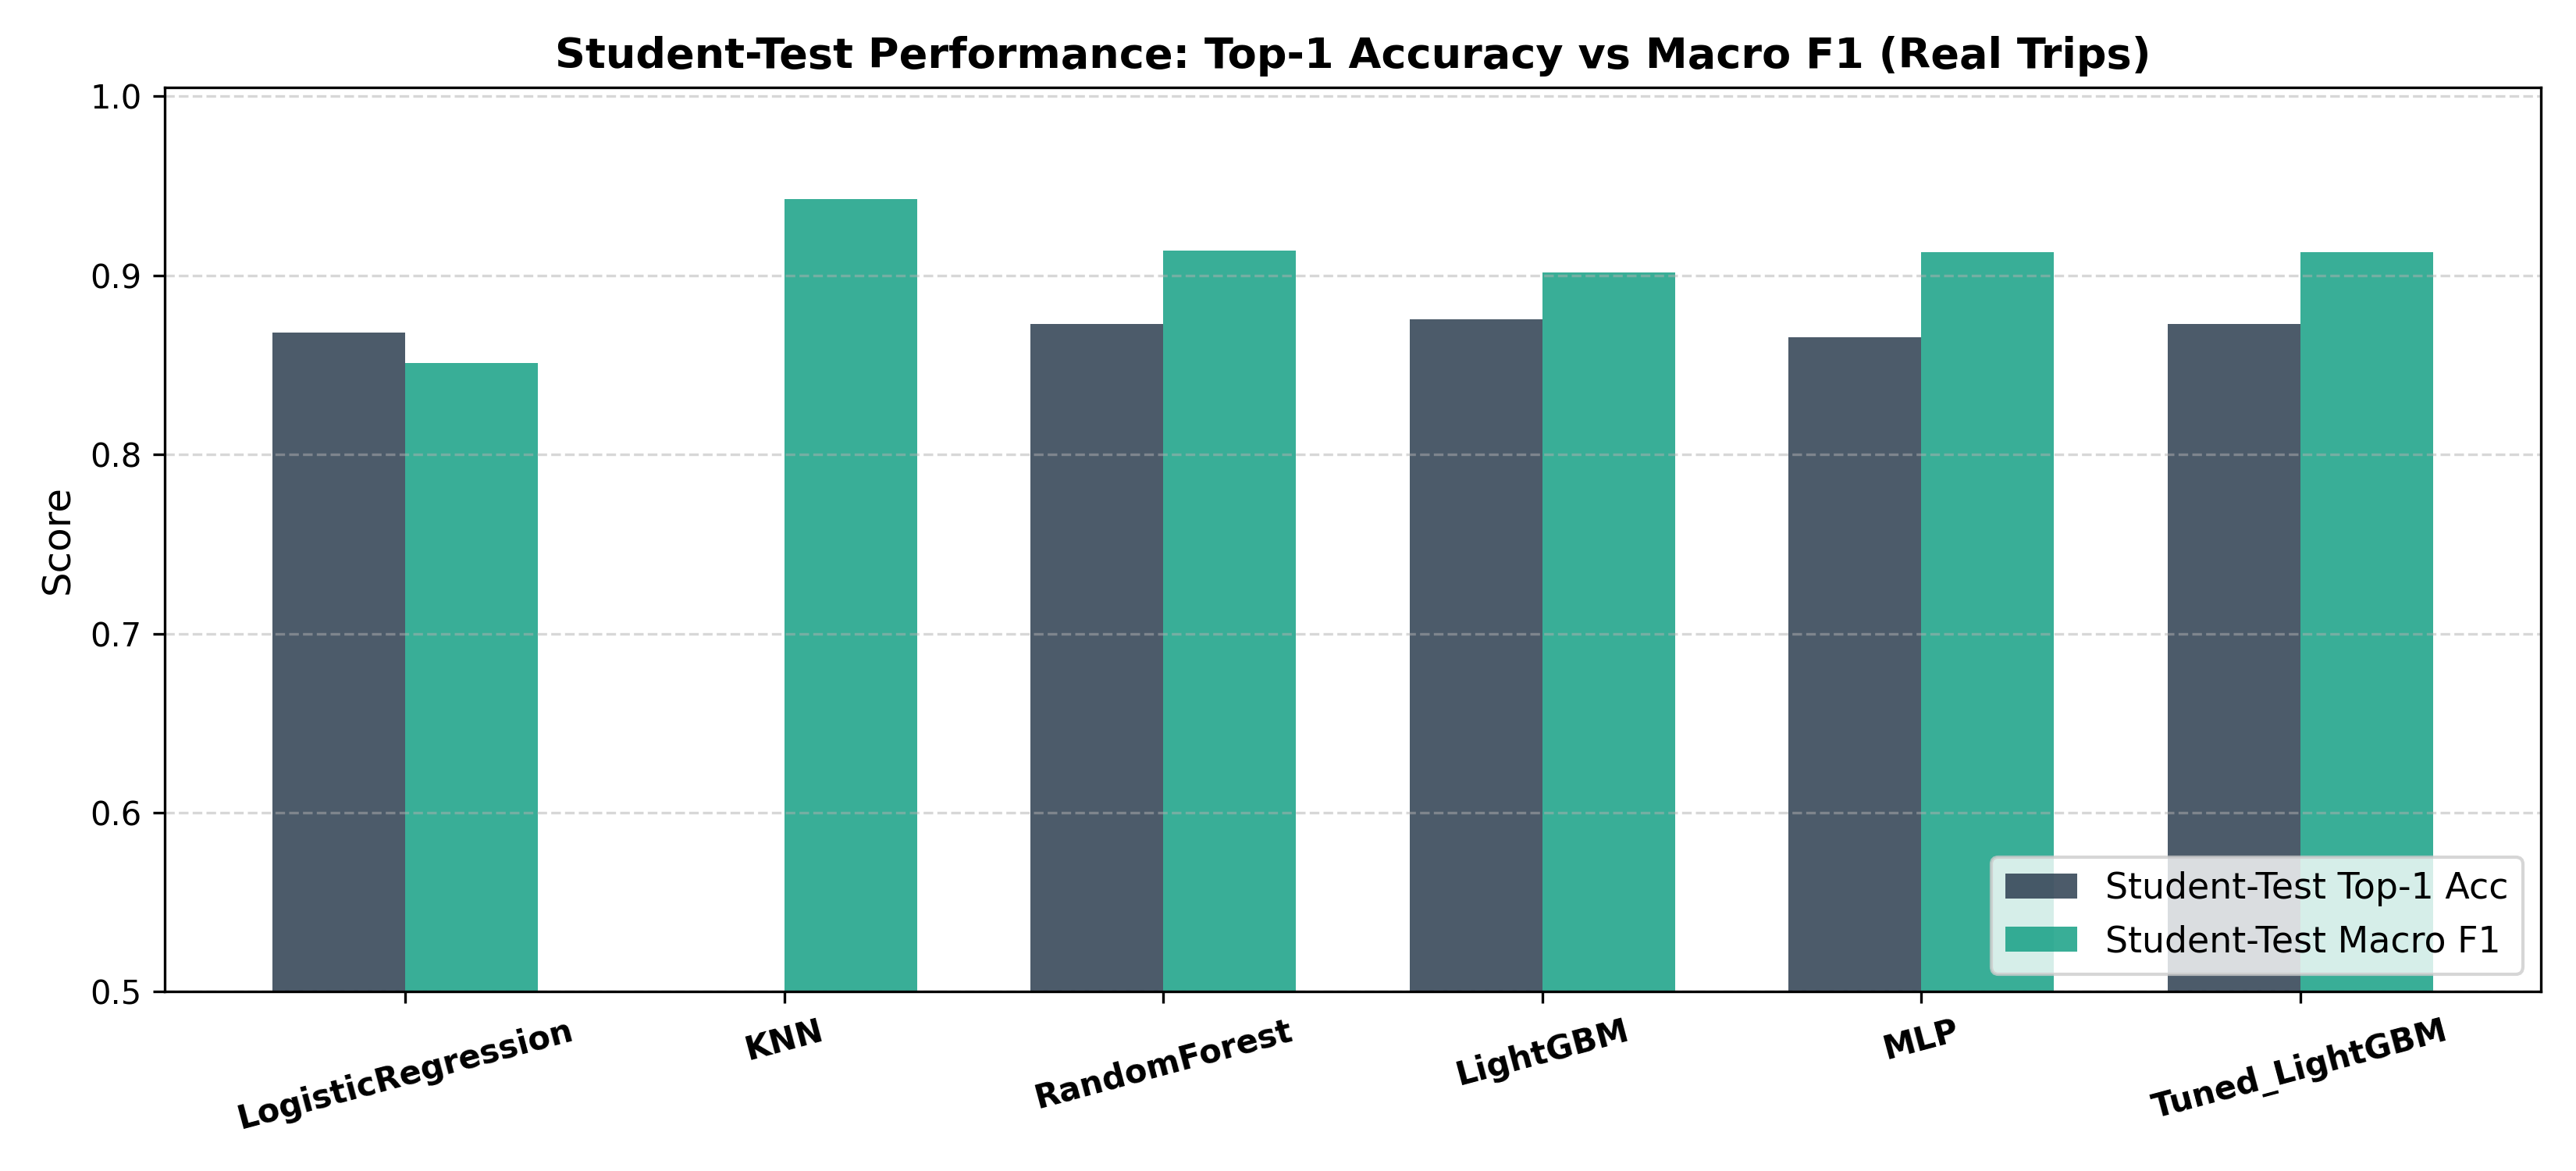 Student-Test Performance: Top-1 Accuracy vs Macro F1 (Real Trips)
1.0
0.9
0.8
0.7
0.6
0.5
Score
Student-Test Top-1 Acc
Student-Test Macro F1
LogisticRegression
KNN
RandomForest
LightGBM
MLP
Tuned_LightGBM